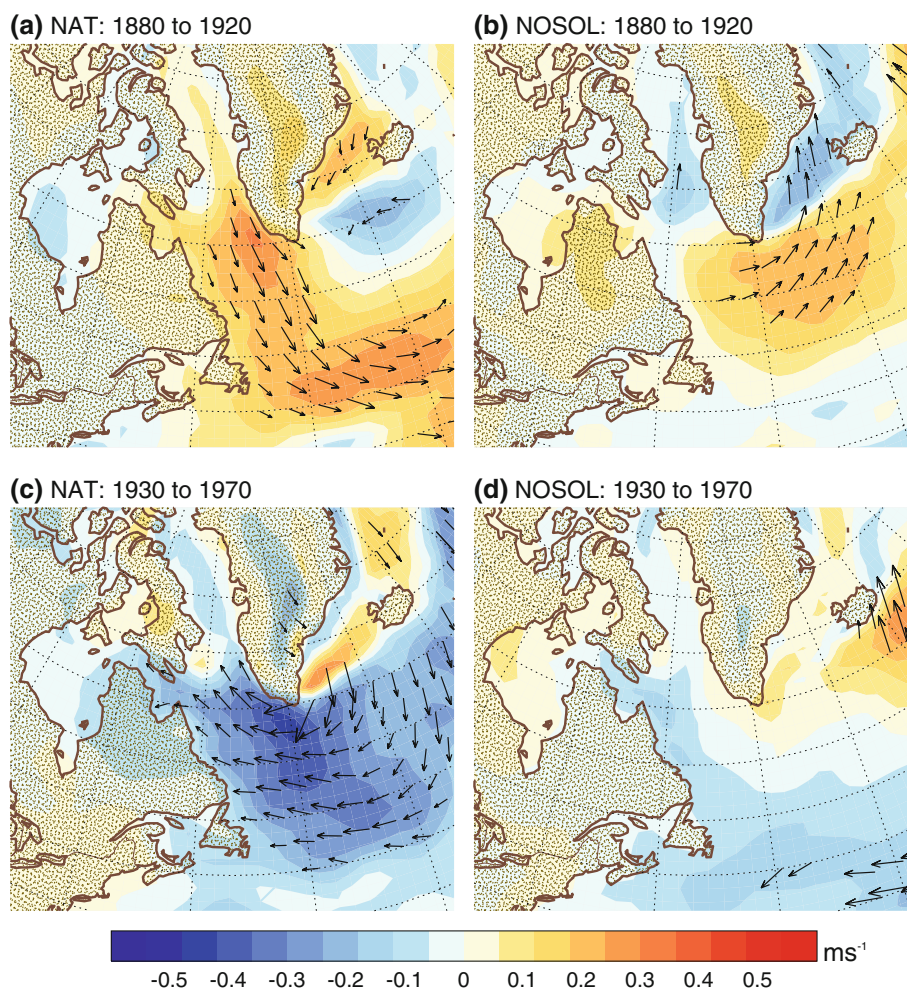 (a) NAT: 1880 to 1920
(b) NOSOL: 1880 to 1920
(c) NAT: 1930 to 1970
(d) NOSOL: 1930 to 1970
ms⁻¹
-0.5 -0.4 -0.3 -0.2 -0.1 0 0.1 0.2 0.3 0.4 0.5